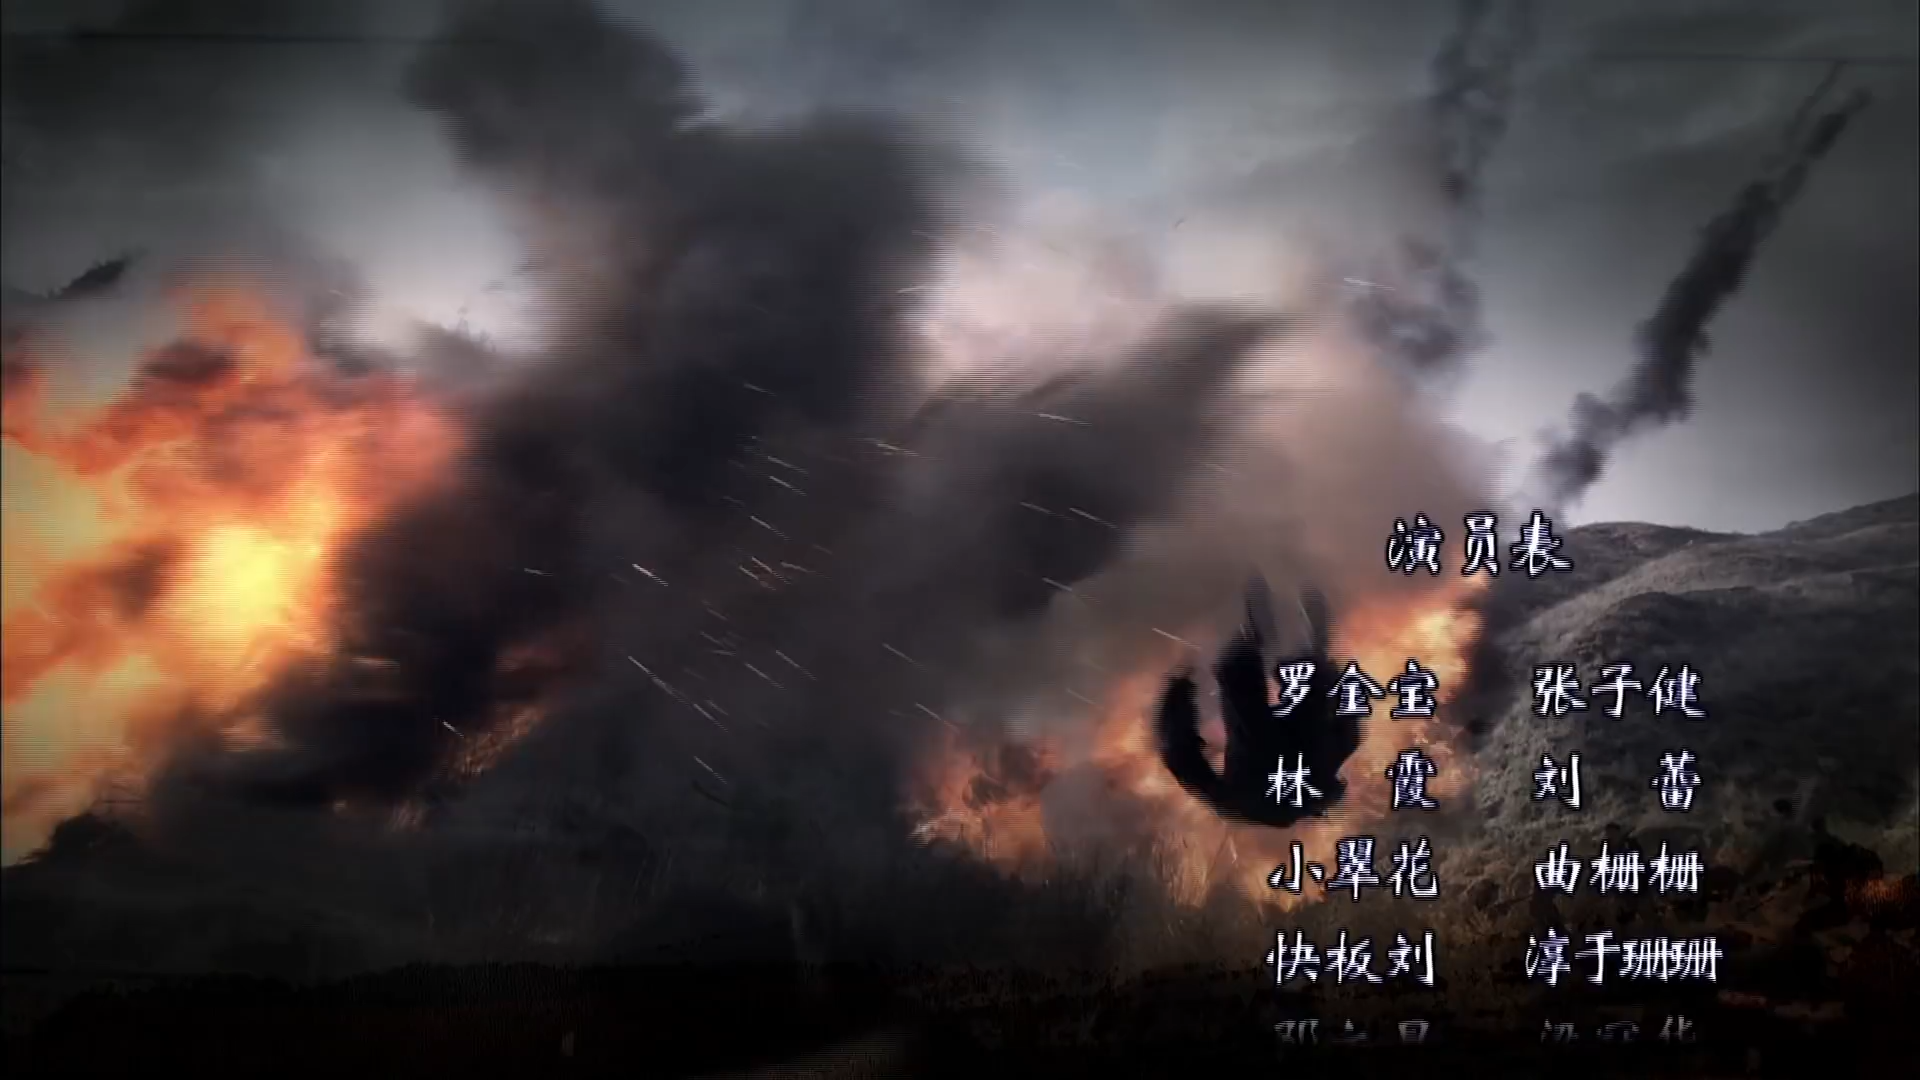 演员表
罗金宝 张子健
林霞 刘蕾
小翠花 曲栅栅
快板刘 淳于珊珊